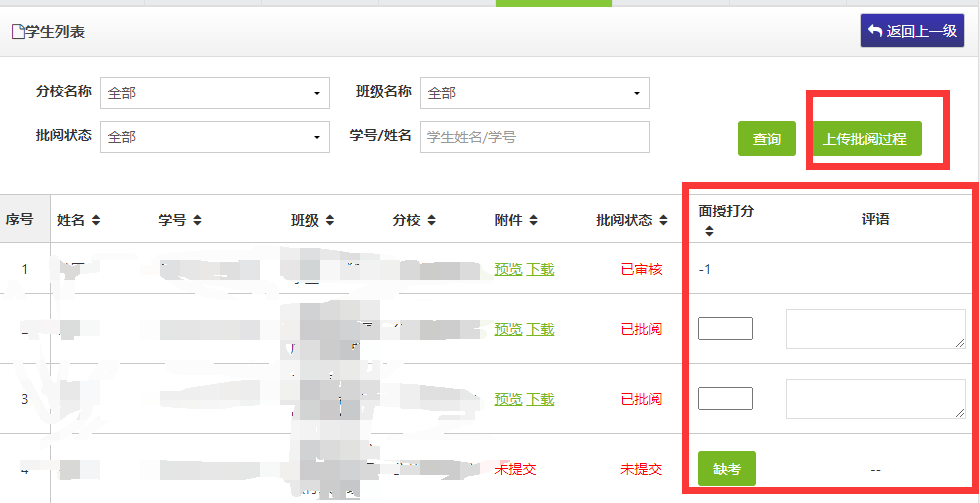 学生列表
返回上一级
分校名称 全部 班级名称 全部
批阅状态 全部 学号/姓名 学生姓名/学号 查询 上传批阅过程
序号 姓名 学号 班级 分校 附件 批阅状态 面授打分 评语
1 预览 下载 已审核 -1
预览 下载 已批阅
3 预览 下载 已批阅
4 未提交 未提交 缺考 --